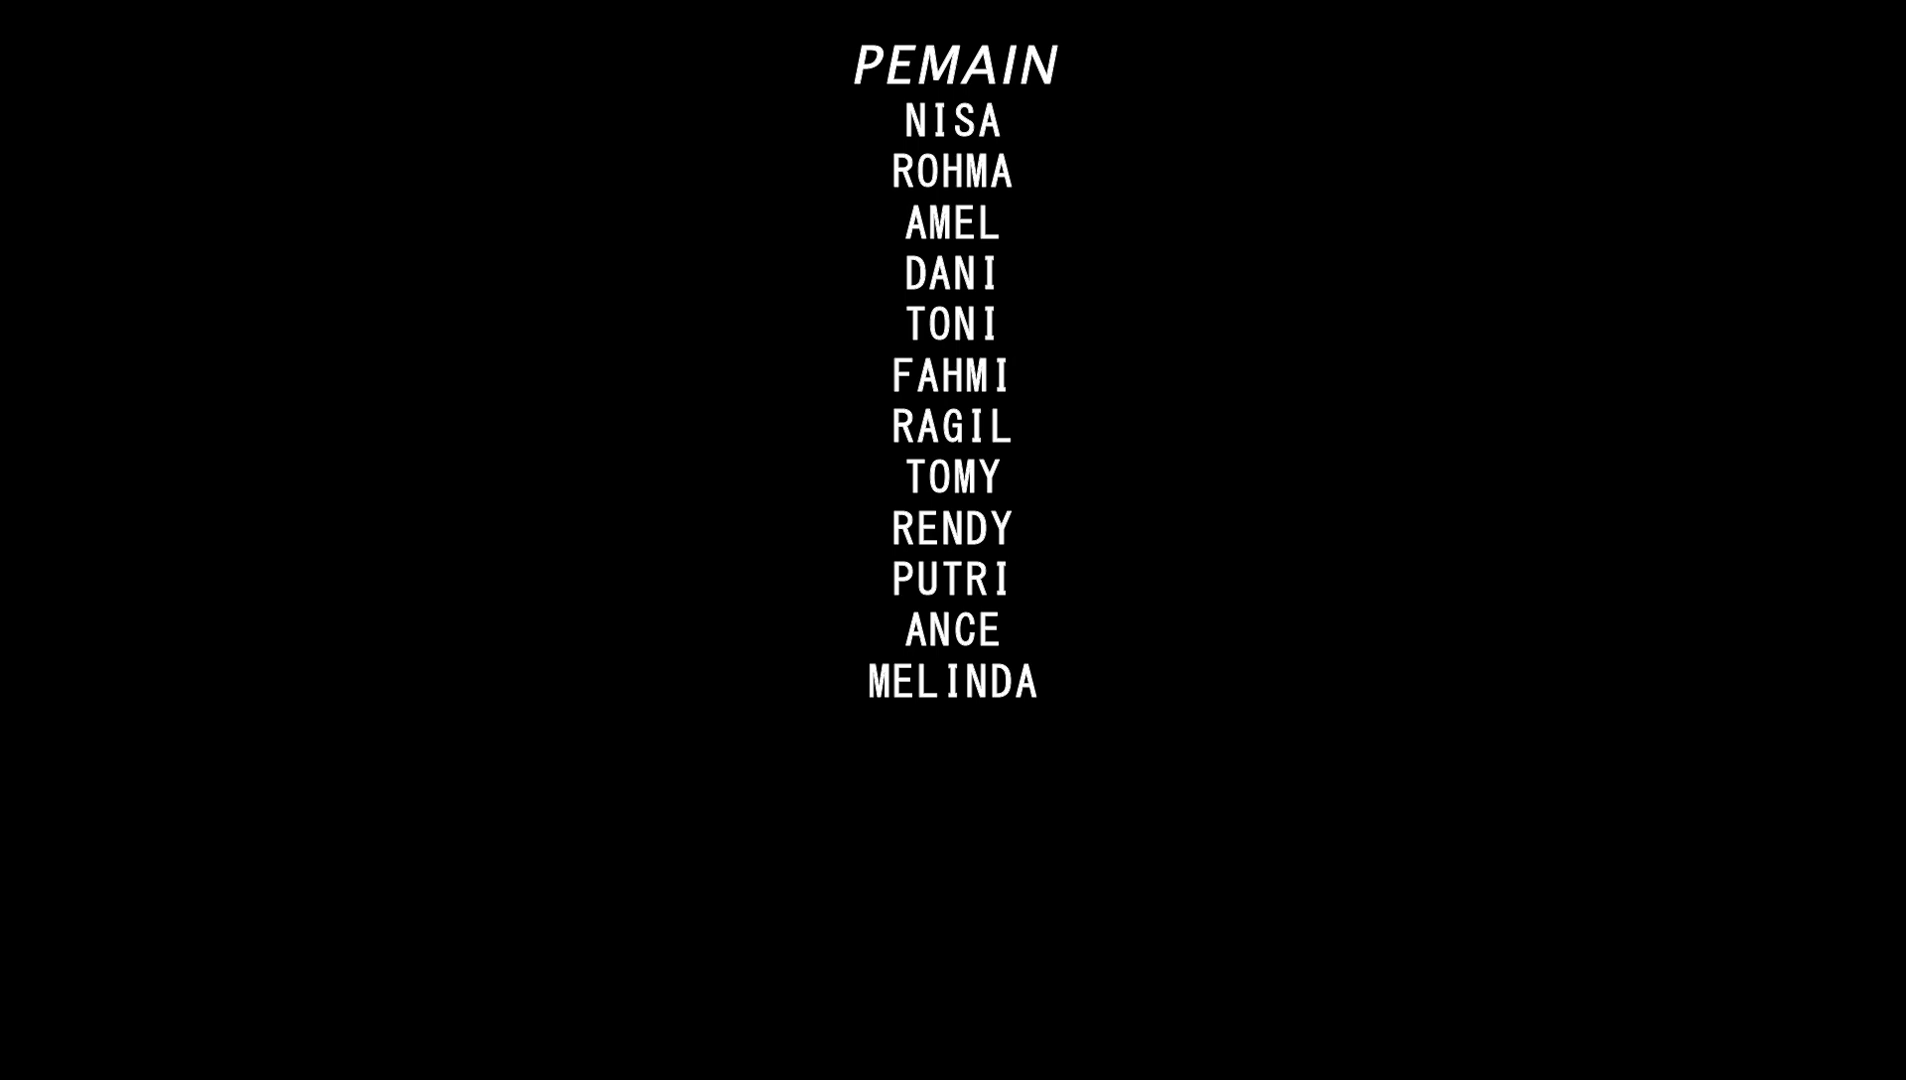 PEMAIN
NISA
ROHMA
AMEL
DANI
TONI
FAHMI
RAGIL
TOMY
RENDY
PUTRI
ANCE
MELINDA